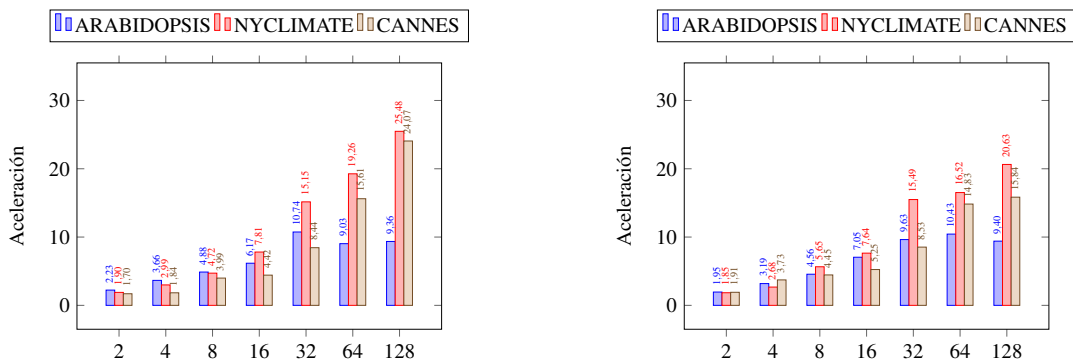 ARABIDOPSIS NYCLIMATE CANNES
Aceleración
30
20
10
0
2,23 1,90 1,70
3,66 2,99 1,84
4,88 4,72 3,99
6,17 7,81 4,42
10,74 15,15 8,44
9,03 19,26 15,61
9,36 25,48 24,07
2 4 8 16 32 64 128
ARABIDOPSIS NYCLIMATE CANNES
Aceleración
30
20
10
0
1,95 1,85 1,91
3,19 2,68 3,73
4,56 5,65 4,45
7,05 7,64 5,25
9,63 15,49 8,53
10,43 16,52 14,83
9,40 20,63 15,84
2 4 8 16 32 64 128